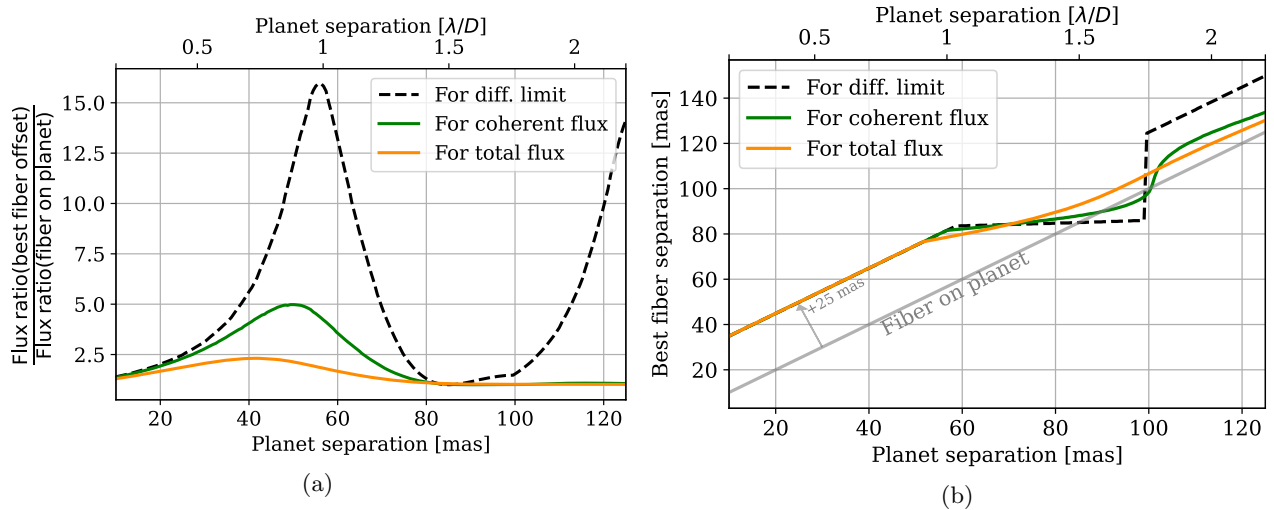 Planet separation [λ/D]
0.5 1 1.5 2
Flux ratio(best fiber offset)
Flux ratio(fiber on planet)
15.0
12.5
10.0
7.5
5.0
2.5
For diff. limit
For coherent flux
For total flux
20 40 60 80 100 120
Planet separation [mas]
(a)
Planet separation [λ/D]
0.5 1 1.5 2
Best fiber separation [mas]
140
120
100
80
60
40
20
For diff. limit
For coherent flux
For total flux
+25 mas
Fiber on planet
20 40 60 80 100 120
Planet separation [mas]
(b)